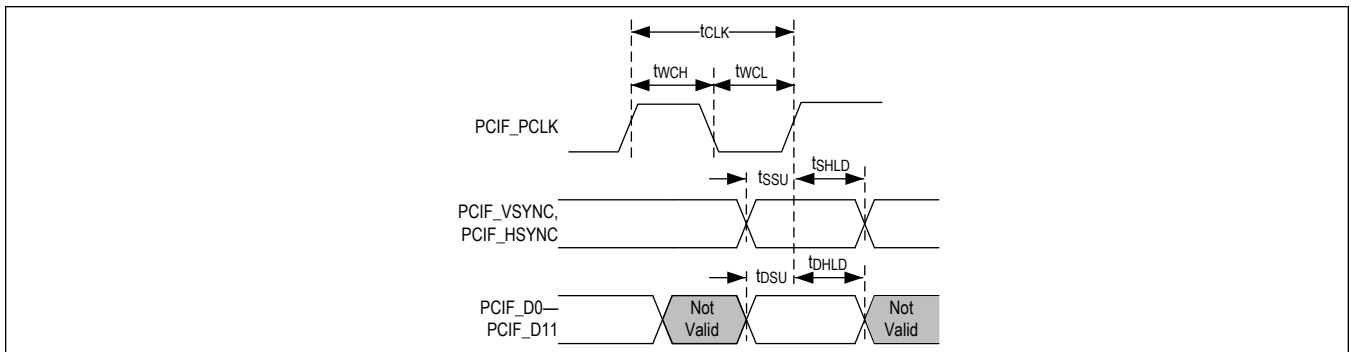 tCLK
tWCH
tWCL
PCIF_PCLK
tSSU
tSHLD
PCIF_VSYNC,
PCIF_HSYNC
tDSU
tDHLD
PCIF_D0—
PCIF_D11
Not
Valid
Not
Valid